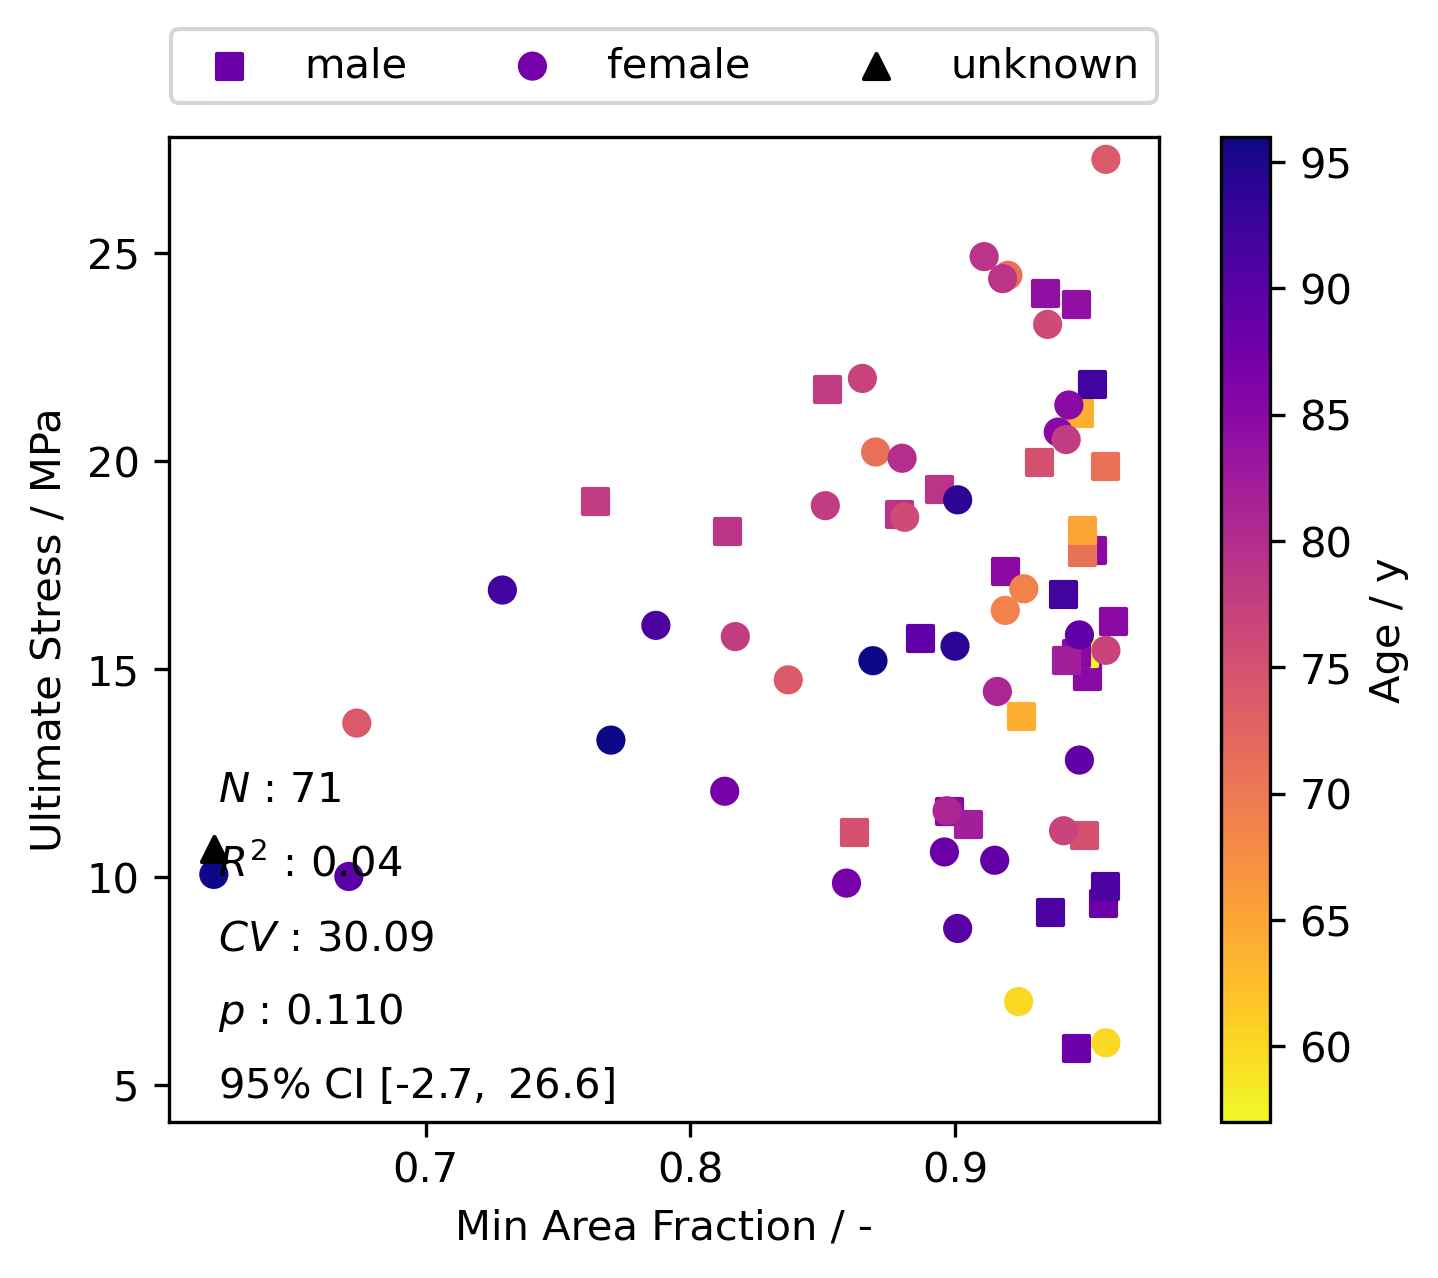 male female unknown
25
20
15
10
5
Ultimate Stress / MPa
N : 71
R² : 0.04
CV : 30.09
p : 0.110
95% CI [-2.7, 26.6]
0.7 0.8 0.9
Min Area Fraction / -
95
90
85
80
75
70
65
60
Age / y